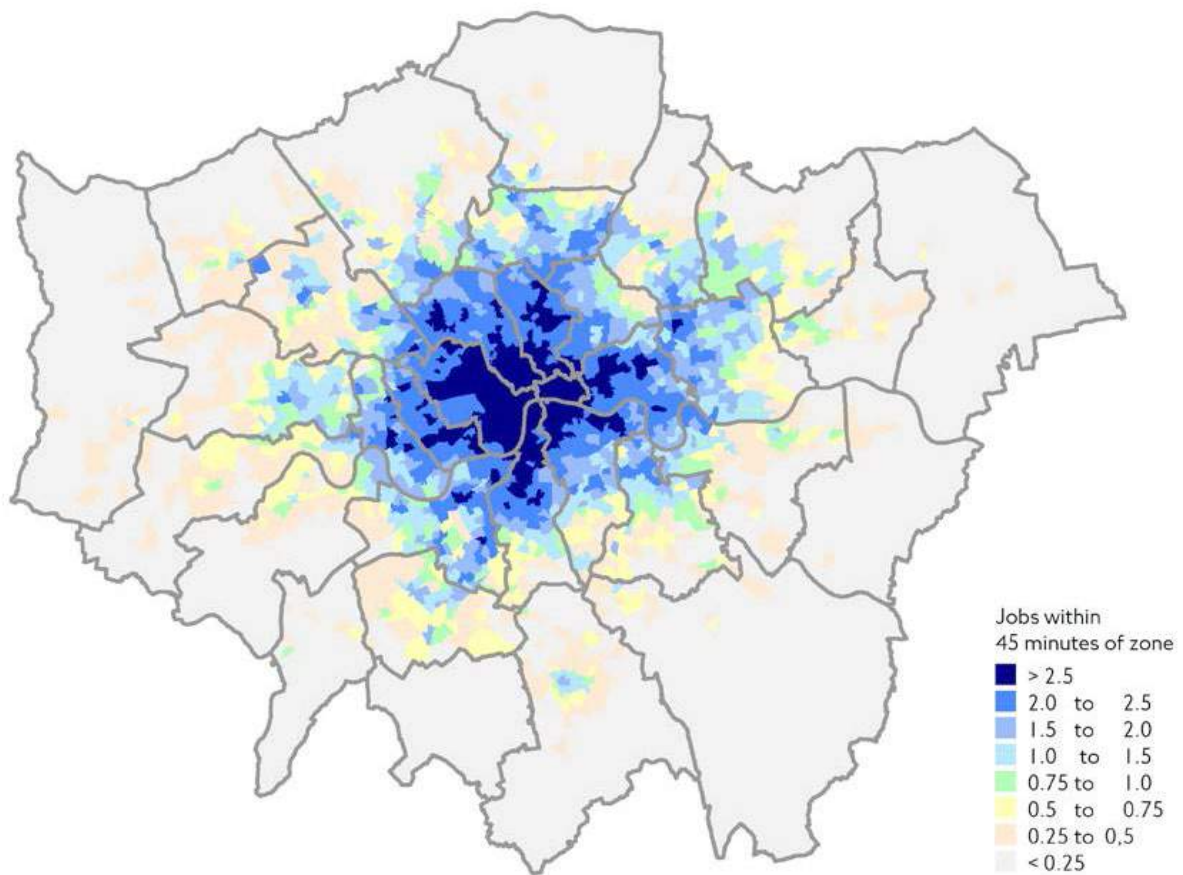 Jobs within
45 minutes of zone
> 2.5
2.0 to 2.5
1.5 to 2.0
1.0 to 1.5
0.75 to 1.0
0.5 to 0.75
0.25 to 0,5
< 0.25